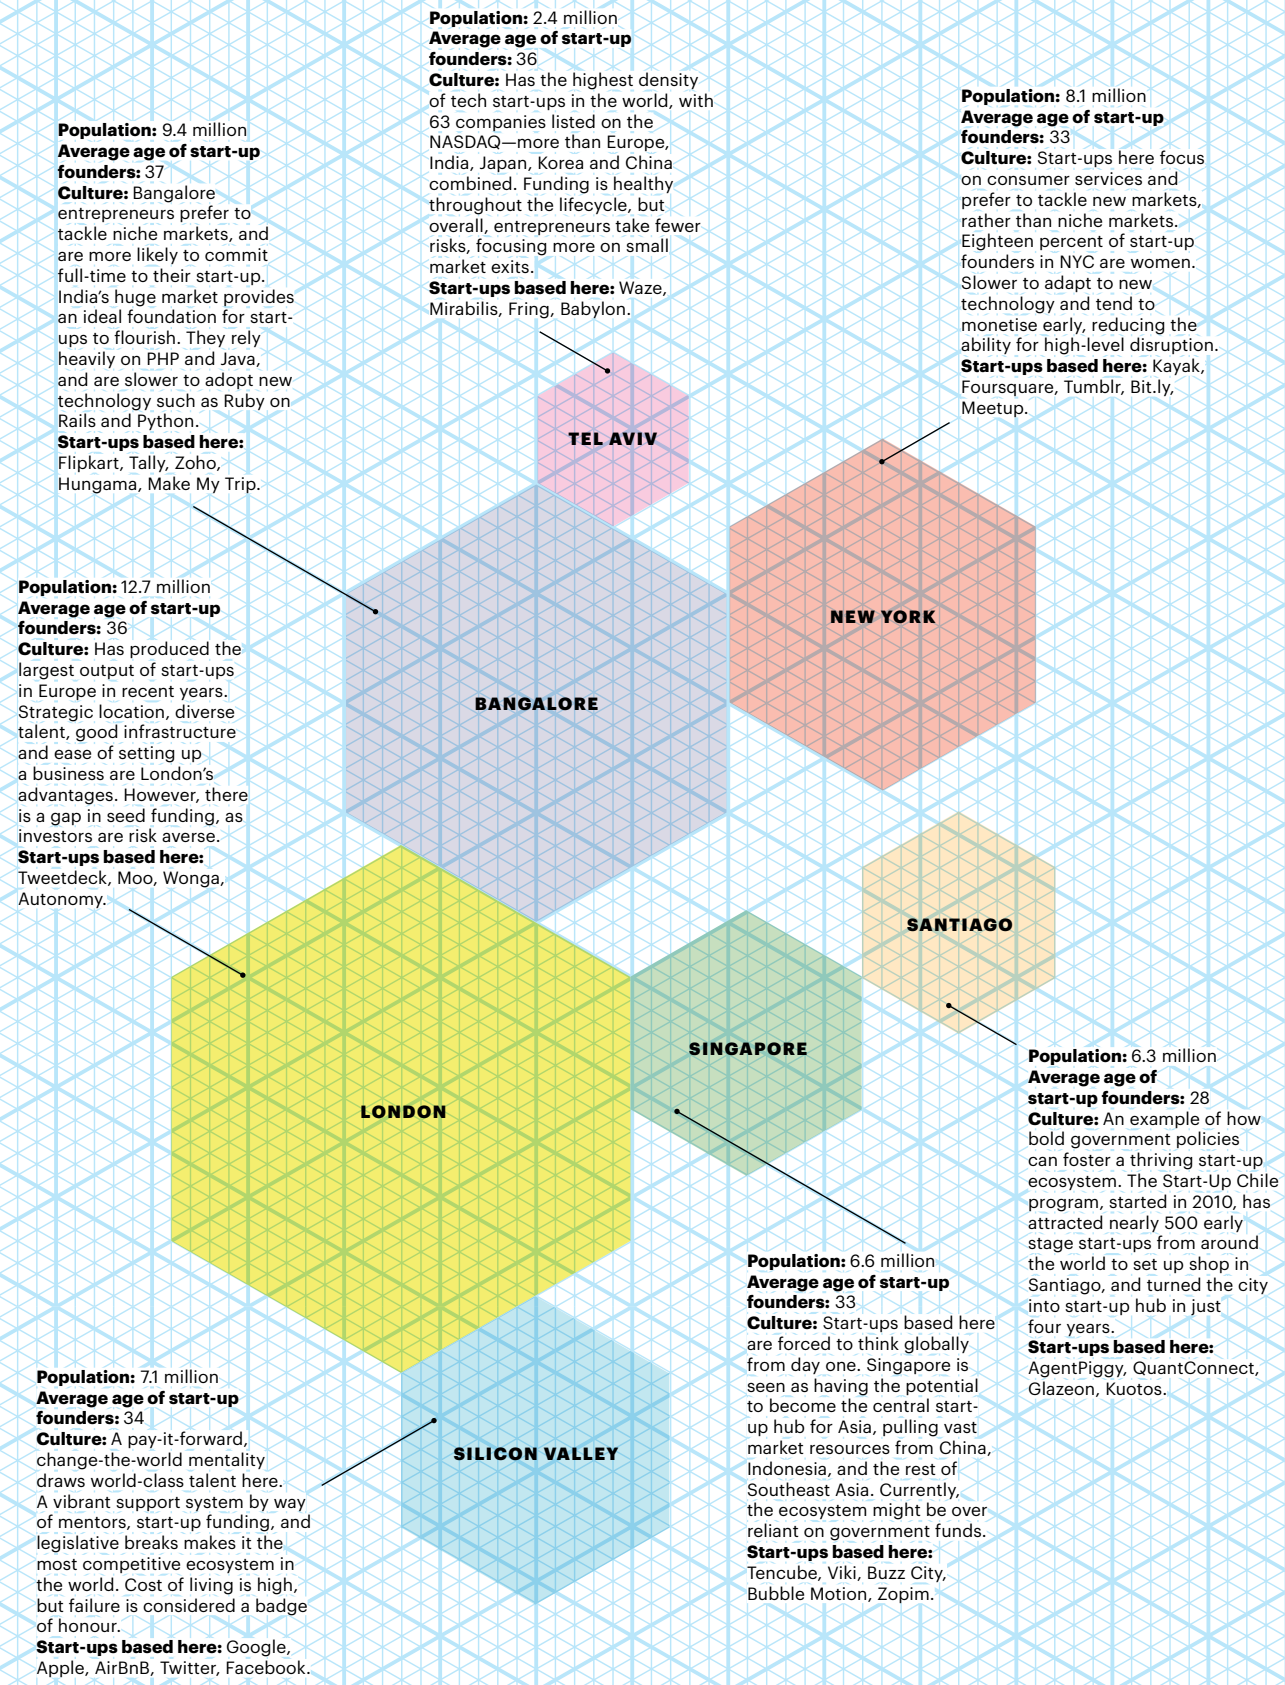 Population: 2.4 million
Average age of start-up
founders: 36
Culture: Has the highest density
of tech start-ups in the world, with
63 companies listed on the
NASDAQ—more than Europe,
India, Japan, Korea and China
combined. Funding is healthy
throughout the lifecycle, but
overall, entrepreneurs take fewer
risks, focusing more on small
market exits.
Start-ups based here: Waze,
Mirabilis, Fring, Babylon.
Population: 8.1 million
Average age of start-up
founders: 33
Culture: Start-ups here focus
on consumer services and
prefer to tackle new markets,
rather than niche markets.
Eighteen percent of start-up
founders in NYC are women.
Slower to adapt to new
technology and tend to
monetise early, reducing the
ability for high-level disruption.
Start-ups based here: Kayak,
Foursquare, Tumblr, Bit.ly,
Meetup.
Population: 9.4 million
Average age of start-up
founders: 37
Culture: Bangalore
entrepreneurs prefer to
tackle niche markets, and
are more likely to commit
full-time to their start-up.
India's huge market provides
an ideal foundation for start-
ups to flourish. They rely
heavily on PHP and Java,
and are slower to adopt new
technology such as Ruby on
Rails and Python.
Start-ups based here:
Flipkart, Tally, Zoho,
Hungama, Make My Trip.
TEL AVIV
NEW YORK
BANGALORE
Population: 12.7 million
Average age of start-up
founders: 36
Culture: Has produced the
largest output of start-ups
in Europe in recent years.
Strategic location, diverse
talent, good infrastructure
and ease of setting up
a business are London's
advantages. However, there
is a gap in seed funding, as
investors are risk averse.
Start-ups based here:
Tweetdeck, Moo, Wonga,
Autonomy.
SANTIAGO
SINGAPORE
LONDON
Population: 6.3 million
Average age of
start-up founders: 28
Culture: An example of how
bold government policies
can foster a thriving start-up
ecosystem. The Start-Up Chile
program, started in 2010, has
attracted nearly 500 early
stage start-ups from around
the world to set up shop in
Santiago, and turned the city
into start-up hub in just
four years.
Start-ups based here:
AgentPiggy, QuantConnect,
Glazeon, Kuotos.
Population: 6.6 million
Average age of start-up
founders: 33
Culture: Start-ups based here
are forced to think globally
from day one. Singapore is
seen as having the potential
to become the central start-
up hub for Asia, pulling vast
market resources from China,
Indonesia, and the rest of
Southeast Asia. Currently,
the ecosystem might be over
reliant on government funds.
Start-ups based here:
Tencube, Viki, Buzz City,
Bubble Motion, Zopim.
Population: 7.1 million
Average age of start-up
founders: 34
Culture: A pay-it-forward,
change-the-world mentality
draws world-class talent here.
A vibrant support system by way
of mentors, start-up funding, and
legislative breaks makes it the
most competitive ecosystem in
the world. Cost of living is high,
but failure is considered a badge
of honour.
Start-ups based here: Google,
Apple, AirBnB, Twitter, Facebook.
SILICON VALLEY